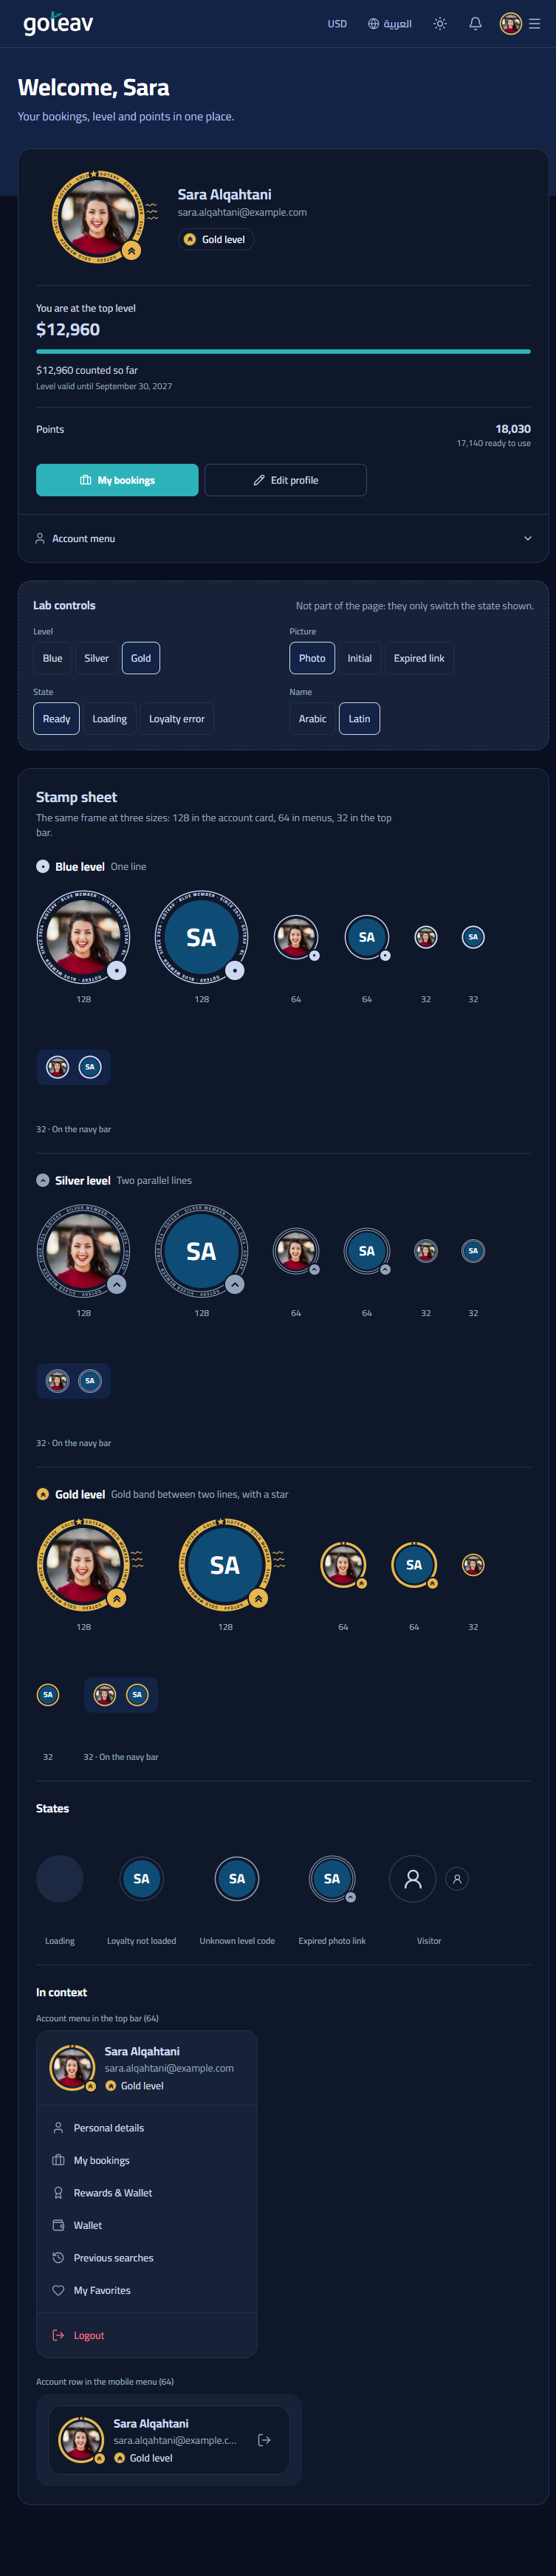 goteav
USD
العربية
Welcome, Sara
Your bookings, level and points in one place.
Sara Alqahtani
sara.alqahtani@example.com
Gold level
You are at the top level
$12,960
$12,960 counted so far
Level valid until September 30, 2027
Points
18,030
17,140 ready to use
My bookings
Edit profile
Account menu
Lab controls
Not part of the page: they only switch the state shown.
Level
Blue
Silver
Gold
Picture
Photo
Initial
Expired link
State
Ready
Loading
Loyalty error
Name
Arabic
Latin
Stamp sheet
The same frame at three sizes: 128 in the account card, 64 in menus, 32 in the top
bar.
Blue level
One line
SA
SA
SA
128
128
64
64
32
32
SA
32 · On the navy bar
Silver level
Two parallel lines
SA
SA
SA
128
128
64
64
32
32
SA
32 · On the navy bar
Gold level
Gold band between two lines, with a star
SA
SA
128
128
64
64
32
SA
SA
32
32 · On the navy bar
States
SA
SA
SA
Loading
Loyalty not loaded
Unknown level code
Expired photo link
Visitor
In context
Account menu in the top bar (64)
Sara Alqahtani
sara.alqahtani@example.com
Gold level
Personal details
My bookings
Rewards & Wallet
Wallet
Previous searches
My Favorites
Logout
Account row in the mobile menu (64)
Sara Alqahtani
sara.alqahtani@example.c...
Gold level